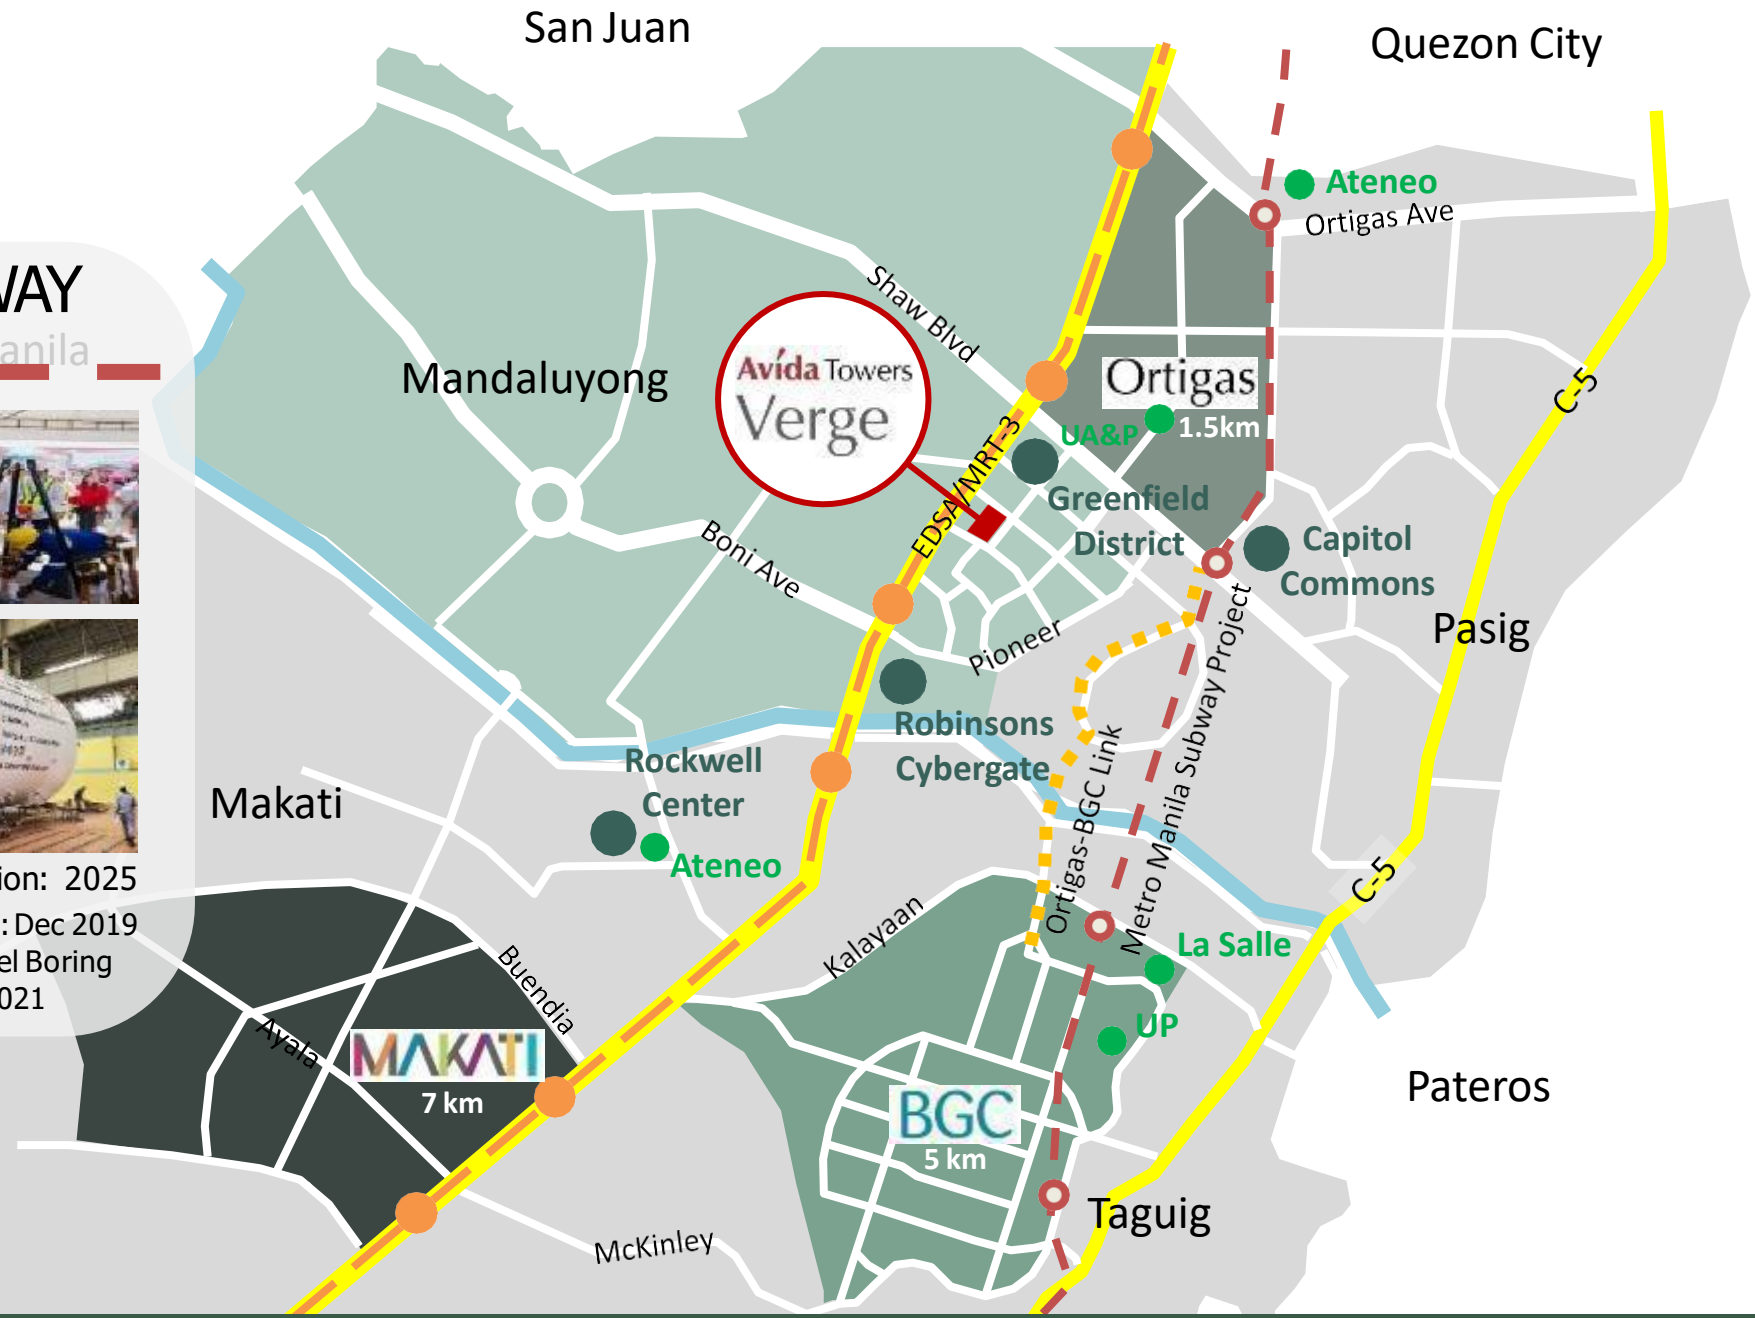 San Juan
Quezon City
Ateneo
Ortigas Ave
WAY
anila
Shaw Blvd
Mandaluyong
Avida Towers
Verge
Ortigas
UA&P
1.5km
C-5
EDSA/MRT-3
Greenfield
District
Capitol
Commons
Boni Ave
Pioneer
Pasig
Metro Manila Subway Project
Ortigas-BGC Link
Robinsons
Cybergate
Rockwell
Center
Makati
Ateneo
ion: 2025
: Dec 2019
el Boring
021
C-5
Kalayaan
La Salle
Buendia
UP
Ayala
MAKATI
7 km
BGC
5 km
Pateros
Taguig
McKinley